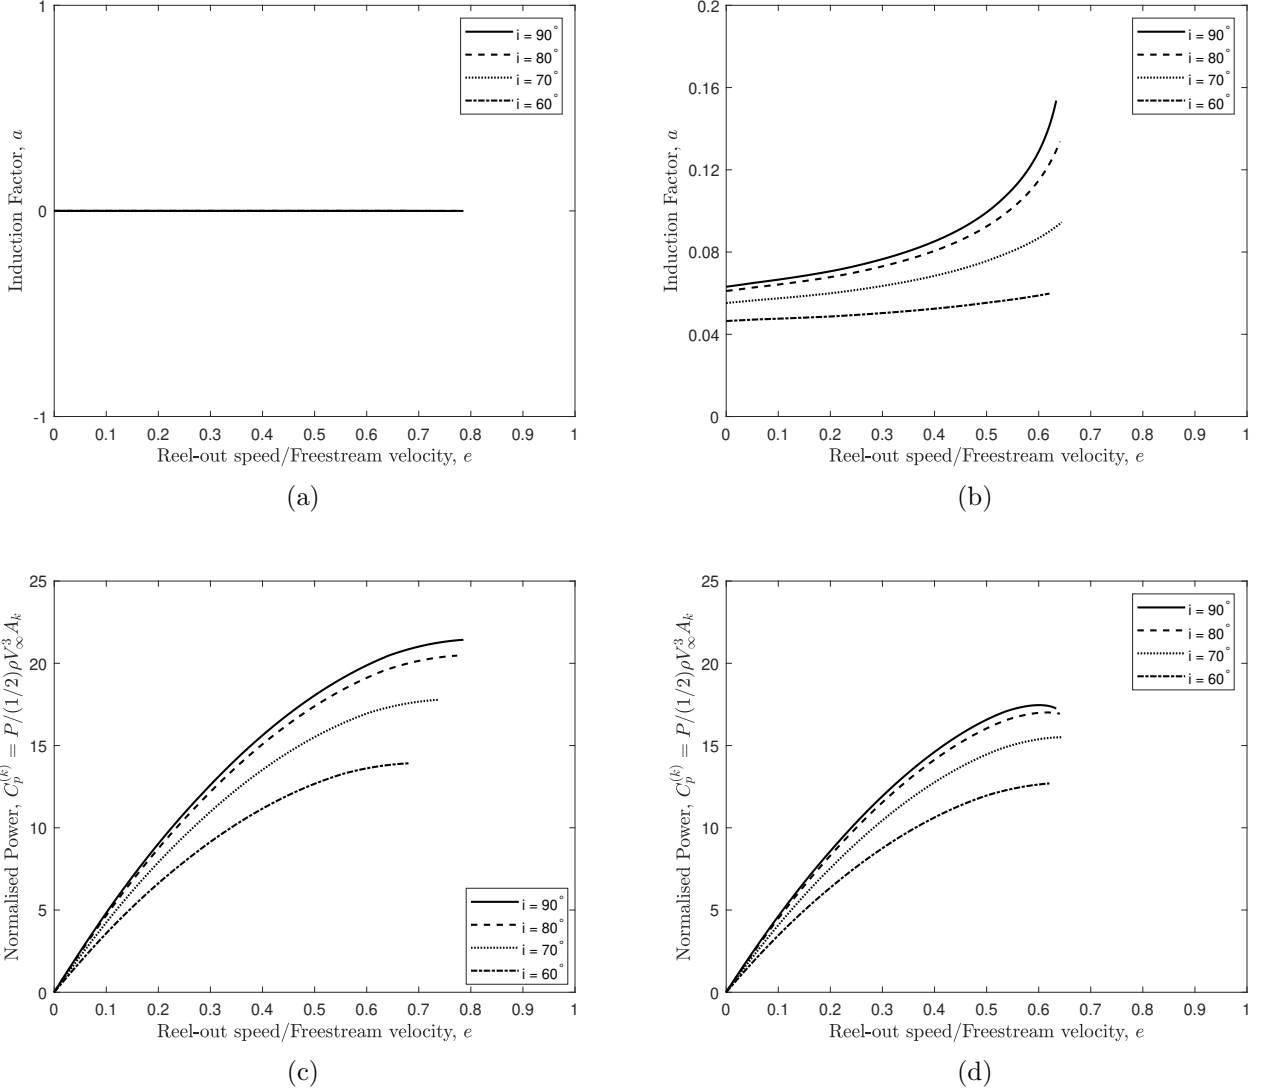 1
0
-1
Induction Factor, a
i = 90°
i = 80°
i = 70°
i = 60°
0 0.1 0.2 0.3 0.4 0.5 0.6 0.7 0.8 0.9 1
Reel-out speed/Freestream velocity, e
(a)
0.2
0.16
0.12
0.08
0.04
0
Induction Factor, a
i = 90°
i = 80°
i = 70°
i = 60°
0 0.1 0.2 0.3 0.4 0.5 0.6 0.7 0.8 0.9 1
Reel-out speed/Freestream velocity, e
(b)
25
20
15
10
5
0
Normalised Power, C_p^{(k)} = P/(1/2)ρV_∞^3 A_k
i = 90°
i = 80°
i = 70°
i = 60°
0 0.1 0.2 0.3 0.4 0.5 0.6 0.7 0.8 0.9 1
Reel-out speed/Freestream velocity, e
(c)
25
20
15
10
5
0
Normalised Power, C_p^{(k)} = P/(1/2)ρV_∞^3 A_k
i = 90°
i = 80°
i = 70°
i = 60°
0 0.1 0.2 0.3 0.4 0.5 0.6 0.7 0.8 0.9 1
Reel-out speed/Freestream velocity, e
(d)